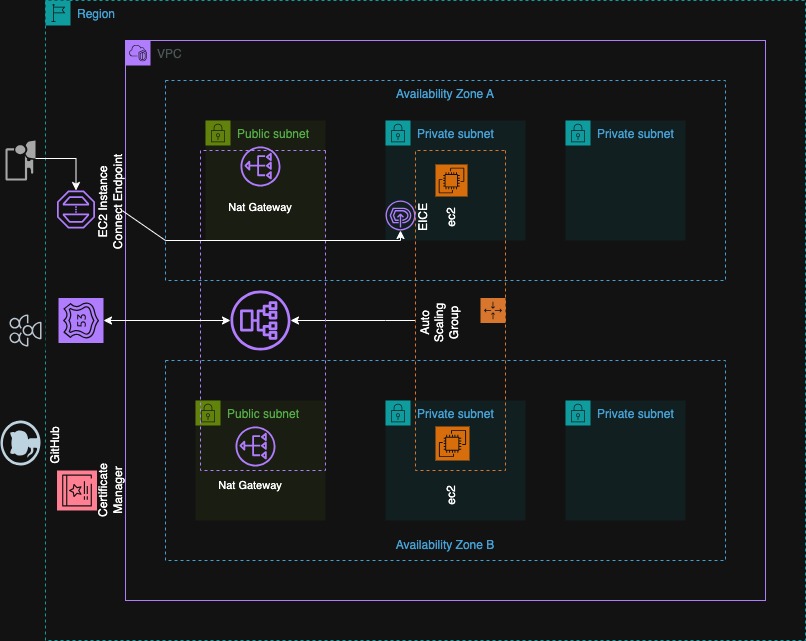 Region
VPC
Availability Zone A
Public subnet
Private subnet
Private subnet
Nat Gateway
EC2 Instance
Connect Endpoint
EICE
ec2
53
Auto
Scaling
Group
Public subnet
Private subnet
Private subnet
Nat Gateway
ec2
GitHub
Certificate
Manager
Availability Zone B